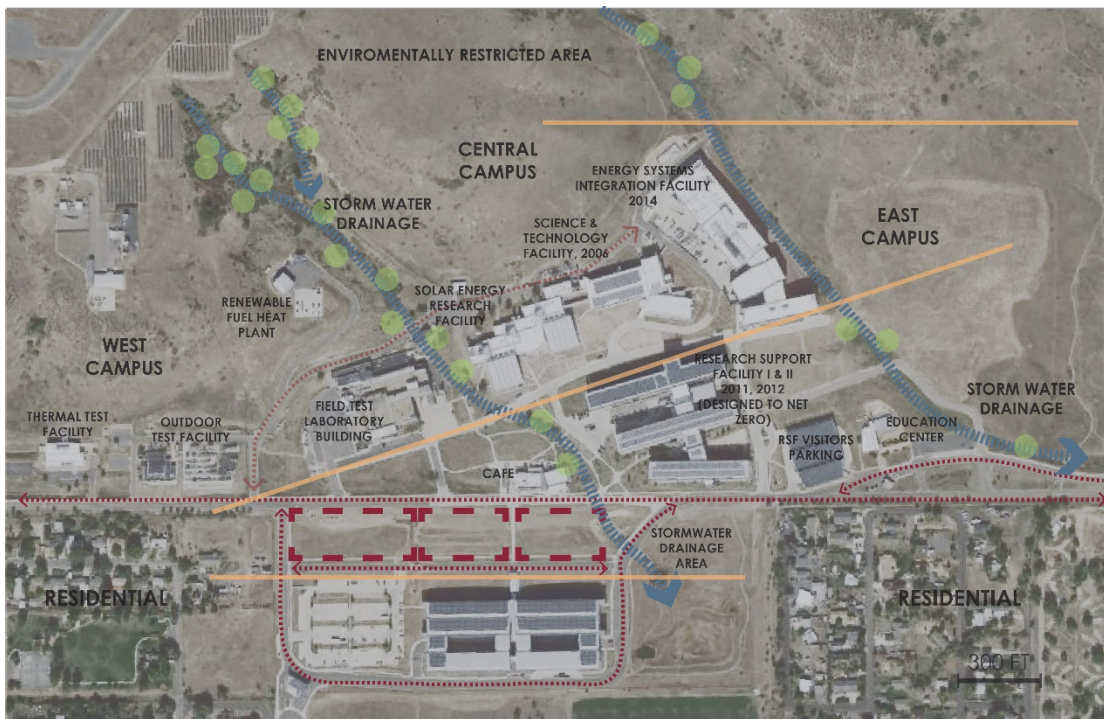 ENVIROMENTALLY RESTRICTED AREA
CENTRAL
CAMPUS
ENERGY SYSTEMS
INTEGRATION FACILITY
2014
STORM WATER
DRAINAGE
SCIENCE &
TECHNOLOGY
FACILITY, 2006
EAST
CAMPUS
SOLAR ENERGY
RESEARCH
FACILITY
RENEWABLE
FUEL HEAT
PLANT
WEST
CAMPUS
RESEARCH SUPPORT
FACILITY I & II
2011, 2012
(DESIGNED TO NET
ZERO)
STORM WATER
DRAINAGE
THERMAL TEST
FACILITY
OUTDOOR
TEST FACILITY
FIELD TEST
LABORATORY
BUILDING
EDUCATION
CENTER
RSF VISITORS
PARKING
CAFE
STORMWATER
DRAINAGE
AREA
RESIDENTIAL
RESIDENTIAL
300 FT